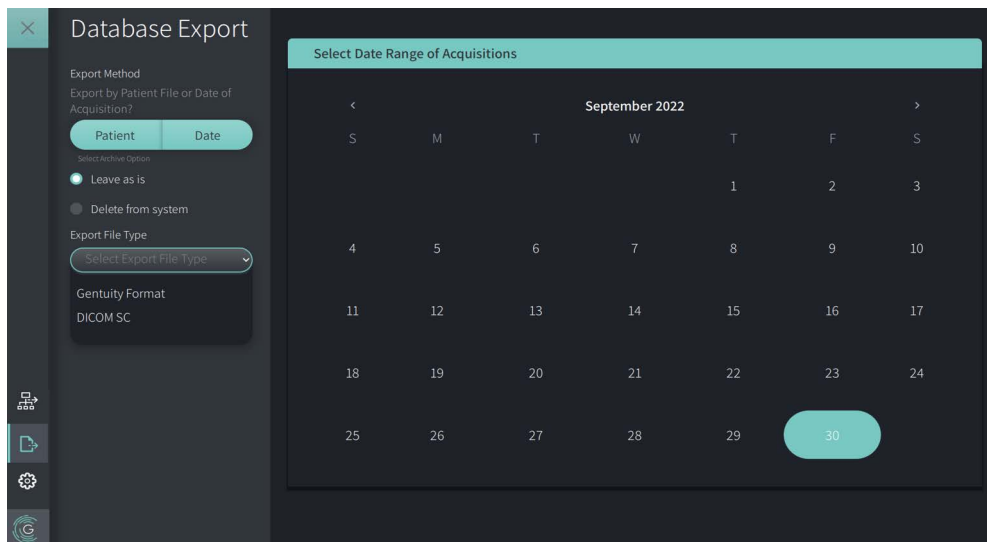 Database Export
Export Method
Export by Patient File or Date of
Acquisition?
Patient Date
Select Archive Option
Leave as is
Delete from system
Export File Type
Select Export File Type
Gentuity Format
DICOM SC
G
Select Date Range of Acquisitions
< September 2022 >
S M T W T F S
1 2 3
4 5 6 7 8 9 10
11 12 13 14 15 16 17
18 19 20 21 22 23 24
25 26 27 28 29 30